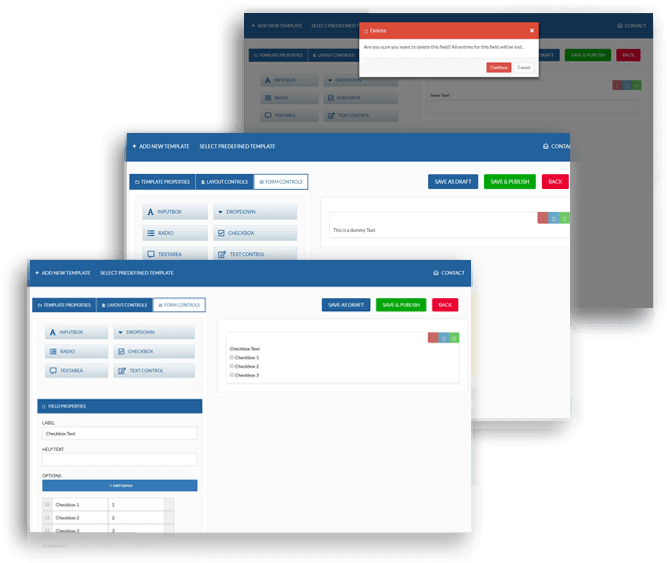 + ADD NEW TEMPLATE SELECT PREDEFINED CONTACT
Delete ×
Are you sure you want to delete this field? All entries for this field will be lost.
Continue Cancel
TEMPLATE PROPERTIES LAYOUT CONTROLS DRAFT SAVE & PUBLISH BACK
INPUTBOX DROPDOWN
RADIO CHECKBOX
TEXTAREA TEXT CONTROL
Input Text
+ ADD NEW TEMPLATE SELECT PREDEFINED TEMPLATE
TEMPLATE PROPERTIES LAYOUT CONTROLS FORM CONTROLS SAVE AS DRAFT SAVE & PUBLISH BACK
A INPUTBOX DROPDOWN
RADIO CHECKBOX
TEXTAREA TEXT CONTROL
This is a dummy Text
+ ADD NEW TEMPLATE SELECT PREDEFINED TEMPLATE CONTACT
TEMPLATE PROPERTIES LAYOUT CONTROLS FORM CONTROLS SAVE AS DRAFT SAVE & PUBLISH BACK
A INPUTBOX DROPDOWN
RADIO CHECKBOX
TEXTAREA TEXT CONTROL
Checkbox Text
Checkbox 1
Checkbox 2
Checkbox 3
FIELD PROPERTIES
LABEL
Checkbox Text
HELP TEXT
OPTIONS
+ Add Option
Checkbox 1 1
Checkbox 2 2
Checkbox 3 3